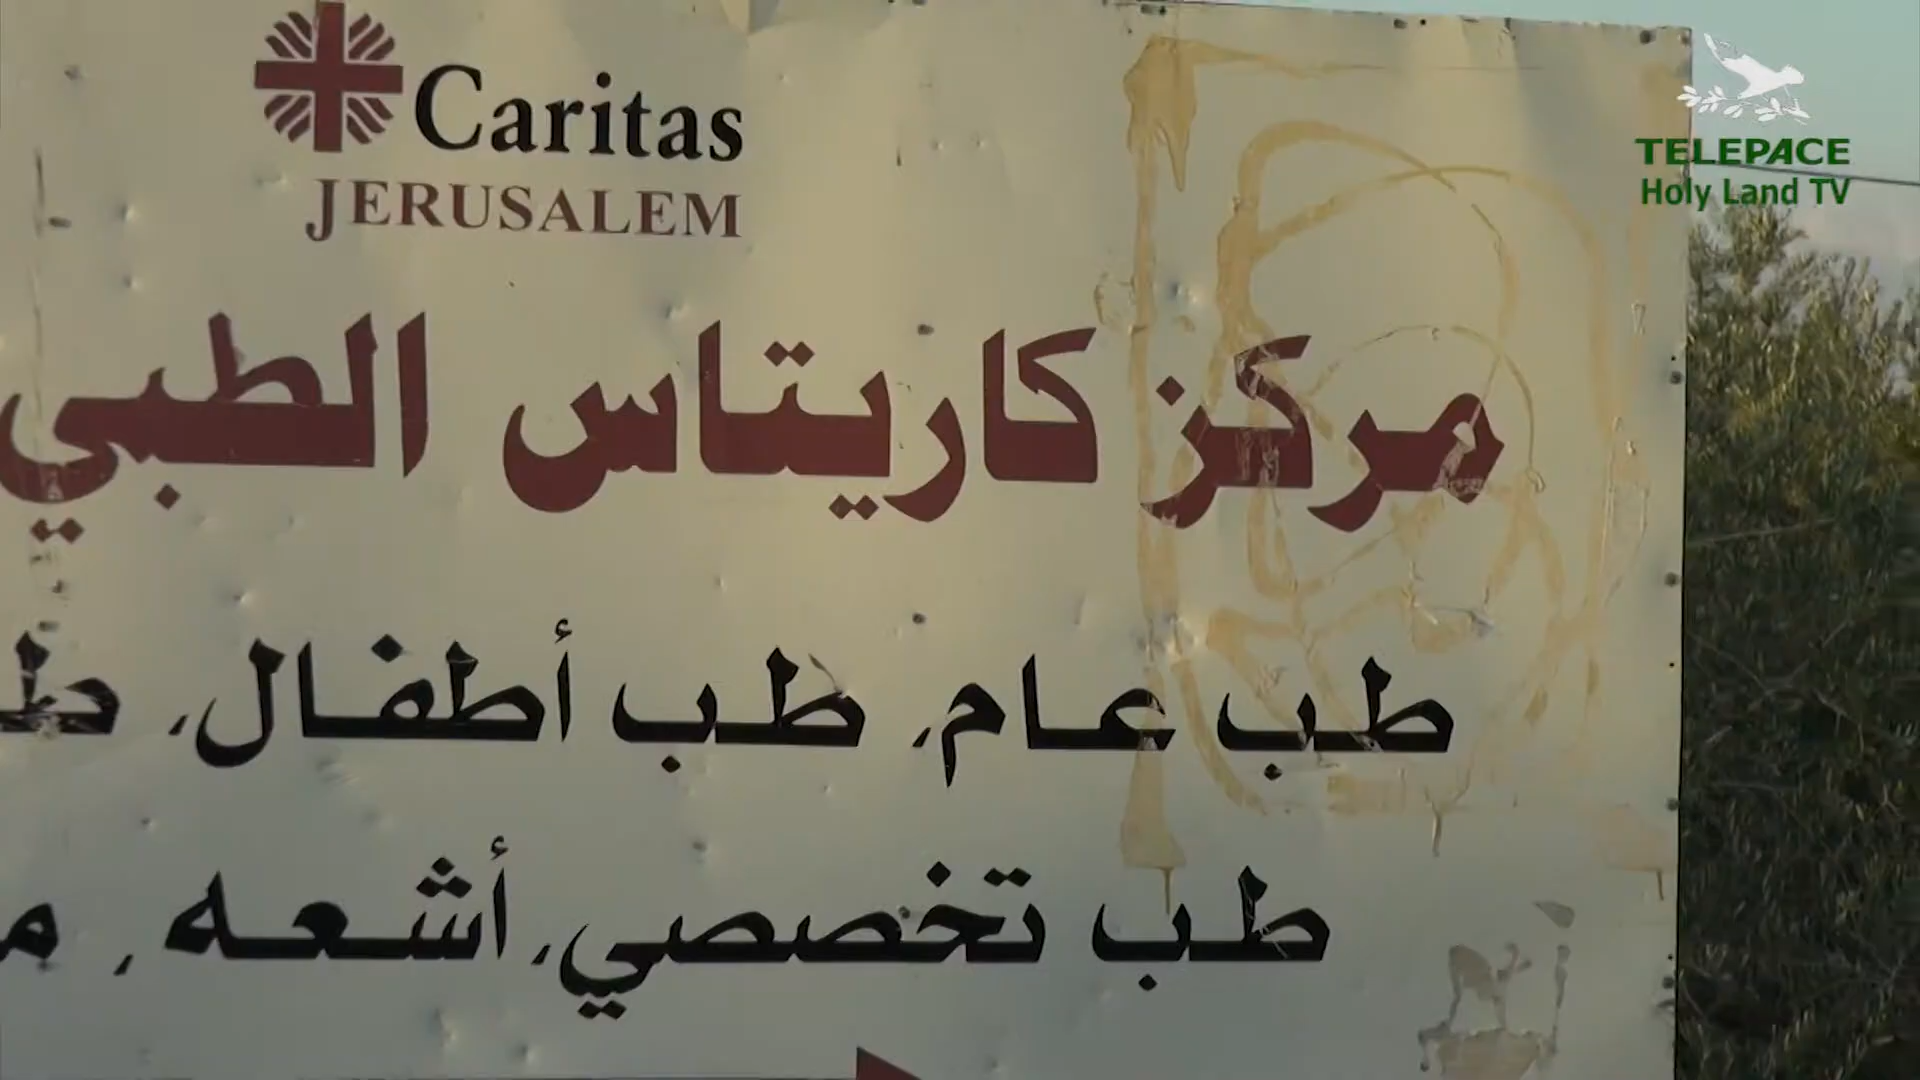 Caritas
JERUSALEM
TELEPACE
Holy Land TV
مركز كاريتاس الطبي
طب عام، طب أطفال،
طب تخصصي، أشعه ,